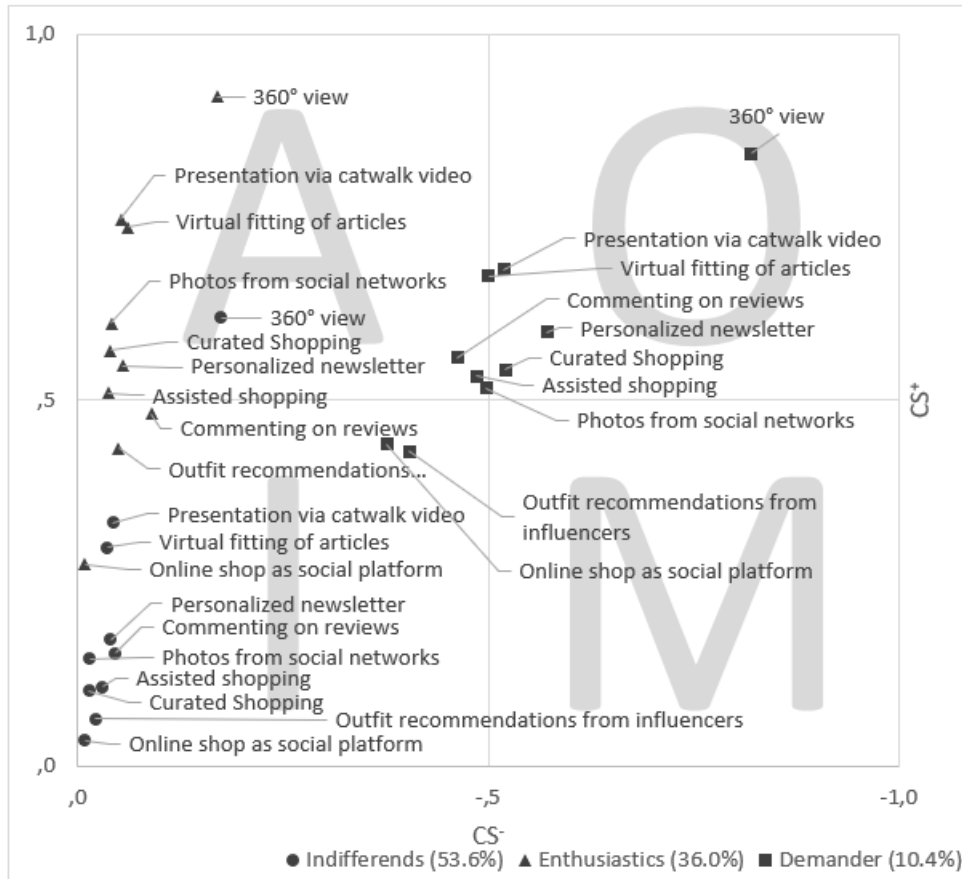 1,0
A
O
360° view
360° view
Presentation via catwalk video
Virtual fitting of articles
Presentation via catwalk video
Virtual fitting of articles
Photos from social networks
Commenting on reviews
360° view
Personalized newsletter
Curated Shopping
Curated Shopping
Personalized newsletter
Assisted shopping
Assisted shopping
,5
CS⁺
Photos from social networks
Commenting on reviews
Outfit recommendations...
I
M
Outfit recommendations from
influencers
Presentation via catwalk video
Virtual fitting of articles
Online shop as social platform
Online shop as social platform
Personalized newsletter
Commenting on reviews
Photos from social networks
Assisted shopping
Curated Shopping
Outfit recommendations from influencers
Online shop as social platform
,0
,0
-,5
-1,0
CS⁻
Indifferends (53.6%) Enthusiastics (36.0%) Demander (10.4%)